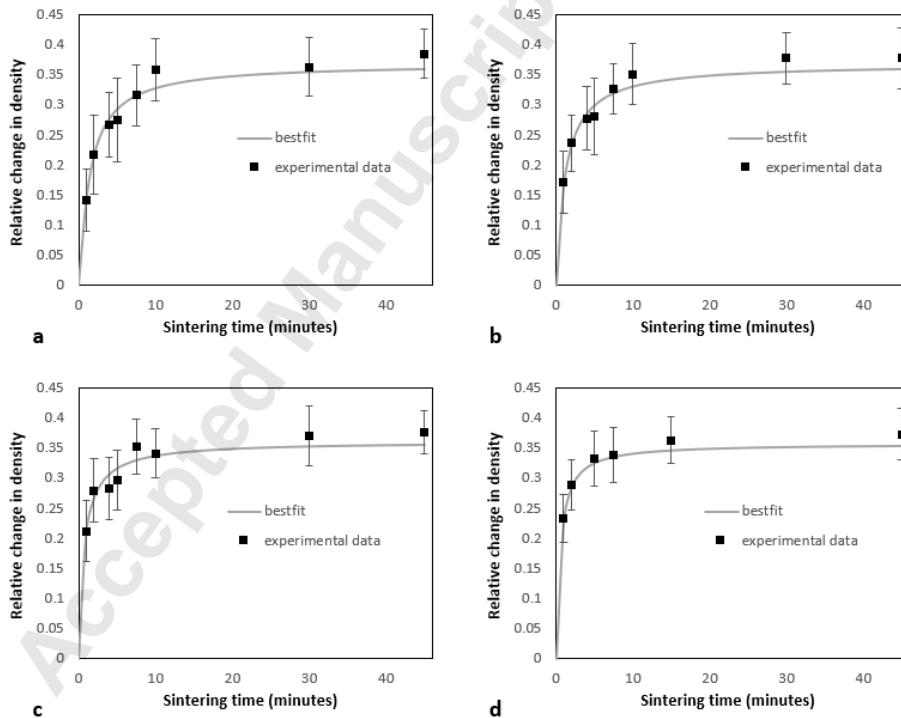 Accepted Manuscript
0.45
0.4
0.35
0.3
0.25
0.2
0.15
0.1
0.05
0
Relative change in density
bestfit
experimental data
0 10 20 30 40
Sintering time (minutes)
a
0.45
0.4
0.35
0.3
0.25
0.2
0.15
0.1
0.05
0
Relative change in density
bestfit
experimental data
0 10 20 30 40
Sintering time (minutes)
b
0.45
0.4
0.35
0.3
0.25
0.2
0.15
0.1
0.05
0
Relative change in density
bestfit
experimental data
0 10 20 30 40
Sintering time (minutes)
c
0.45
0.4
0.35
0.3
0.25
0.2
0.15
0.1
0.05
0
Relative change in density
bestfit
experimental data
0 10 20 30 40
Sintering time (minutes)
d